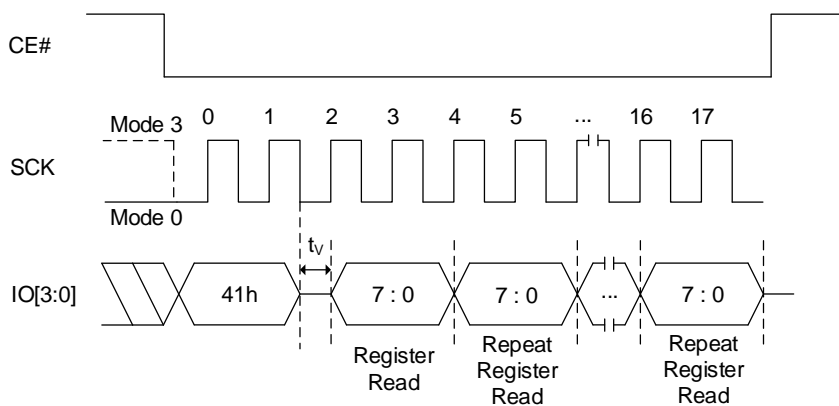 CE#
Mode 3
0 1 2 3 4 5 ... 16 17
SCK
Mode 0
tV
IO[3:0]
41h
7 : 0
7 : 0
...
7 : 0
Register
Read
Repeat
Register
Read
Repeat
Register
Read